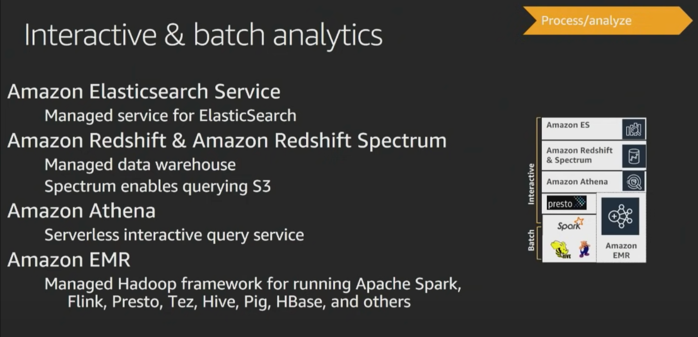 Process/analyze
Interactive & batch analytics
Amazon Elasticsearch Service
Managed service for ElasticSearch
Amazon Redshift & Amazon Redshift Spectrum
Managed data warehouse
Spectrum enables querying S3
Amazon Athena
Serverless interactive query service
Amazon EMR
Managed Hadoop framework for running Apache Spark,
Flink, Presto, Tez, Hive, Pig, HBase, and others
Interactive
Batch
Amazon ES
Amazon Redshift
& Spectrum
Amazon Athena
presto
Spark
HIVE
Amazon
EMR